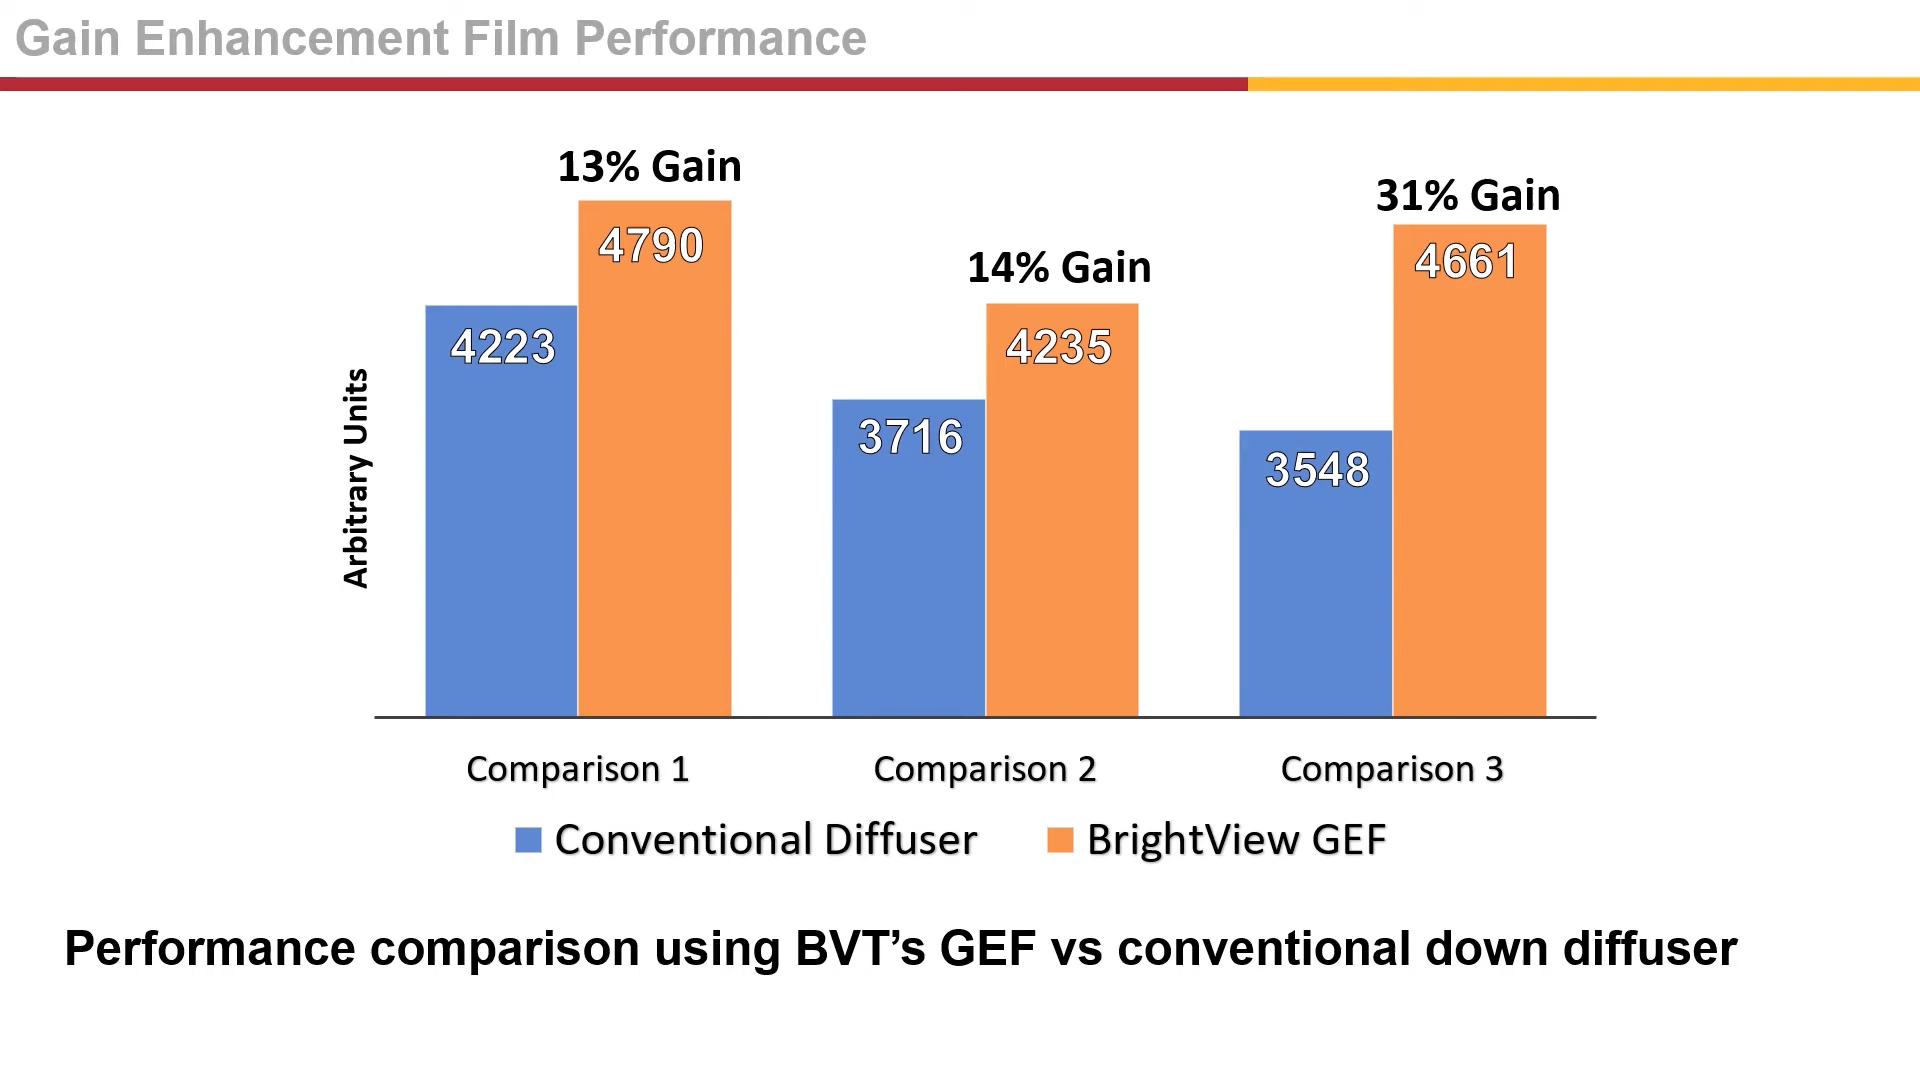 Gain Enhancement Film Performance
13% Gain
31% Gain
4790
4661
14% Gain
4223
4235
3716
3548
Arbitrary Units
Comparison 1
Comparison 2
Comparison 3
Conventional Diffuser
BrightView GEF
Performance comparison using BVT’s GEF vs conventional down diffuser